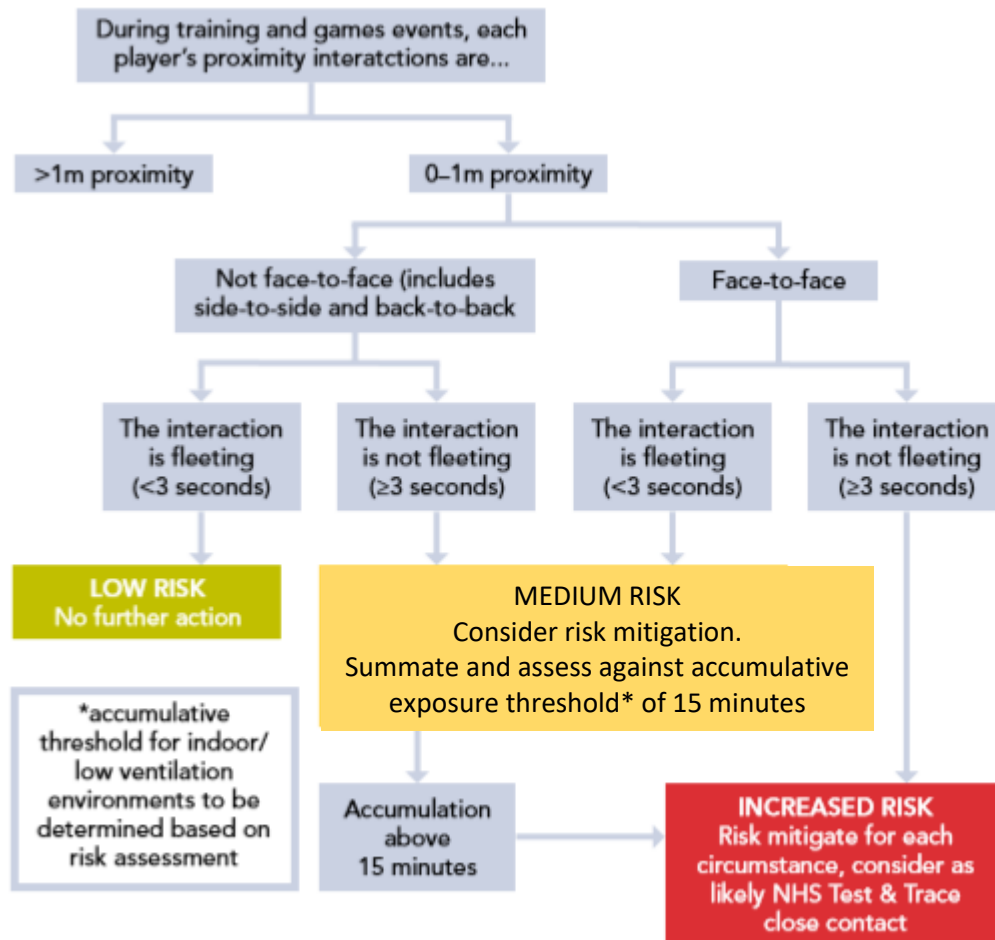 During training and games events, each
player's proximity interatctions are...
>1m proximity
0–1m proximity
Not face-to-face (includes
side-to-side and back-to-back
Face-to-face
The interaction
is fleeting
(<3 seconds)
The interaction
is not fleeting
(≥3 seconds)
The interaction
is fleeting
(<3 seconds)
The interaction
is not fleeting
(≥3 seconds)
LOW RISK
No further action
MEDIUM RISK
Consider risk mitigation.
Summate and assess against accumulative
exposure threshold* of 15 minutes
*accumulative
threshold for indoor/
low ventilation
environments to be
determined based on
risk assessment
Accumulation
above
15 minutes
INCREASED RISK
Risk mitigate for each
circumstance, consider as
likely NHS Test & Trace
close contact